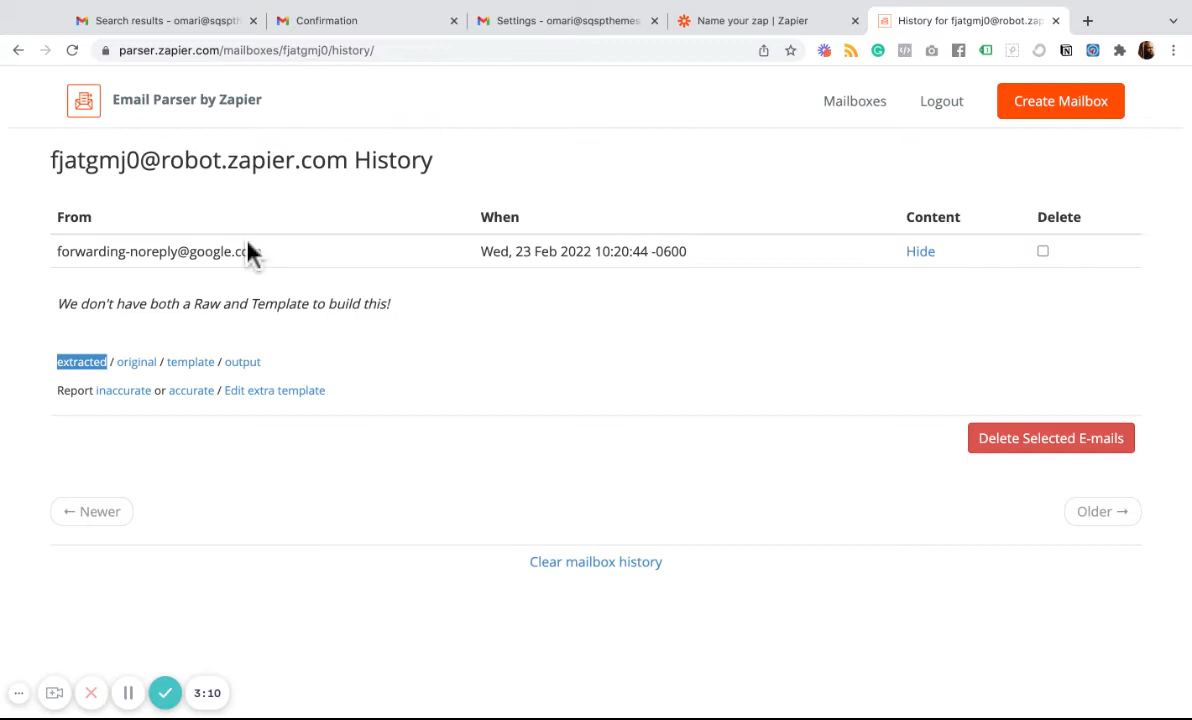 Search results - omari@sqspth
Confirmation
Settings - omari@sqspthemes
Name your zap | Zapier
History for fjatgmj0@robot.zap
parser.zapier.com/mailboxes/fjatgmj0/history/
Email Parser by Zapier
Mailboxes
Logout
Create Mailbox
fjatgmj0@robot.zapier.com History
From When Content Delete
forwarding-noreply@google.com Wed, 23 Feb 2022 10:20:44 -0600 Hide
We don't have both a Raw and Template to build this!
extracted / original / template / output
Report inaccurate or accurate / Edit extra template
Delete Selected E-mails
← Newer
Older →
Clear mailbox history
3:10